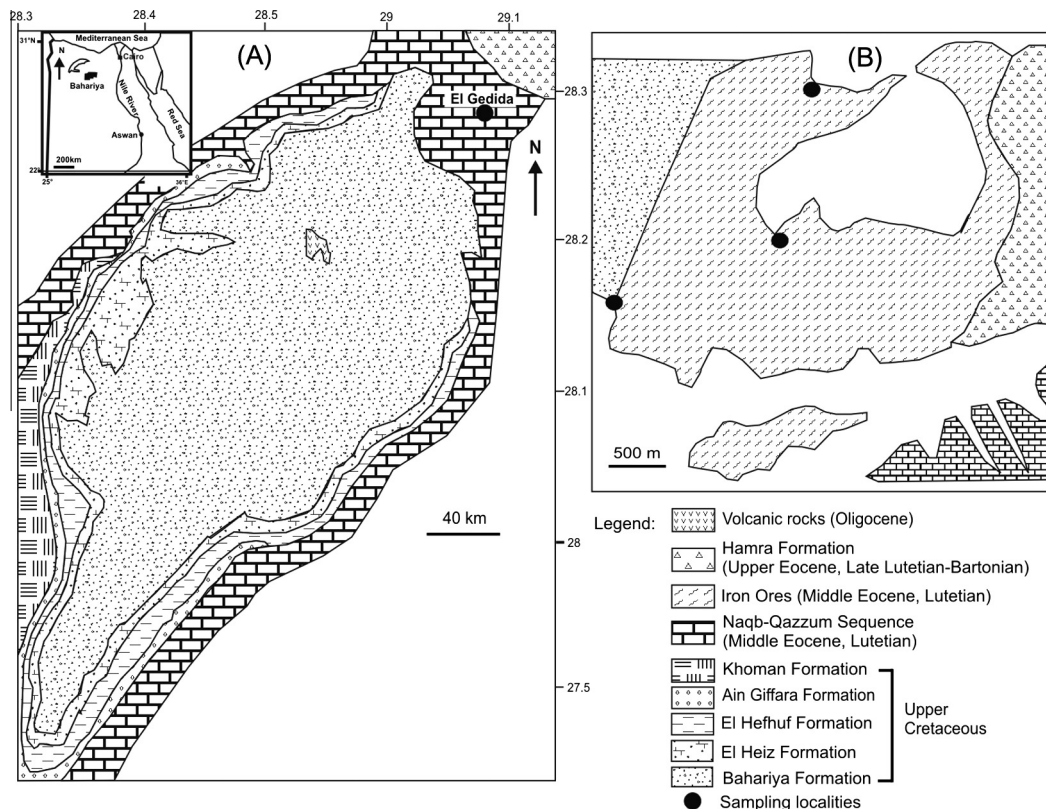 28.3 28.4 28.5 29 29.1
31°N
Mediterranean Sea
N
Cairo
Bahariya
Nile River
Red Sea
Aswan
200km
25°
36°E
(A)
El Gedida
N
40 km
28.3
28.2
28.1
28
27.5
(B)
500 m
Legend:
Volcanic rocks (Oligocene)
Hamra Formation
(Upper Eocene, Late Lutetian-Bartonian)
Iron Ores (Middle Eocene, Lutetian)
Naqb-Qazzum Sequence
(Middle Eocene, Lutetian)
Khoman Formation
Ain Giffara Formation
El Hefhuf Formation
El Heiz Formation
Bahariya Formation
Upper
Cretaceous
Sampling localities